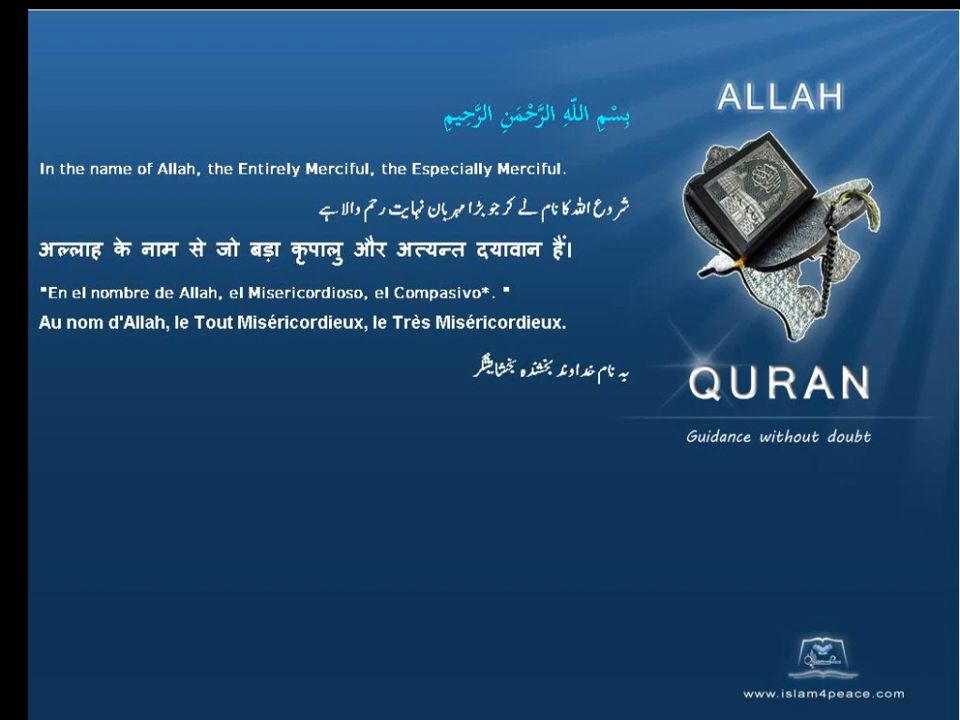 بِسْمِ اللّهِ الرَّحْمَنِ الرَّحِيمِ
In the name of Allah, the Entirely Merciful, the Especially Merciful.
شروع اللہ کا نام لے کر جو بڑا مہربان نہایت رحم والا ہے
अल्लाह के नाम से जो बड़ा कृपालु और अत्यन्त दयावान हैं।
"En el nombre de Allah, el Misericordioso, el Compasivo*. "
Au nom d'Allah, le Tout Miséricordieux, le Très Miséricordieux.
به نام خداوند بخشنده بخشایشگر
ALLAH
QURAN
Guidance without doubt
www.islam4peace.com